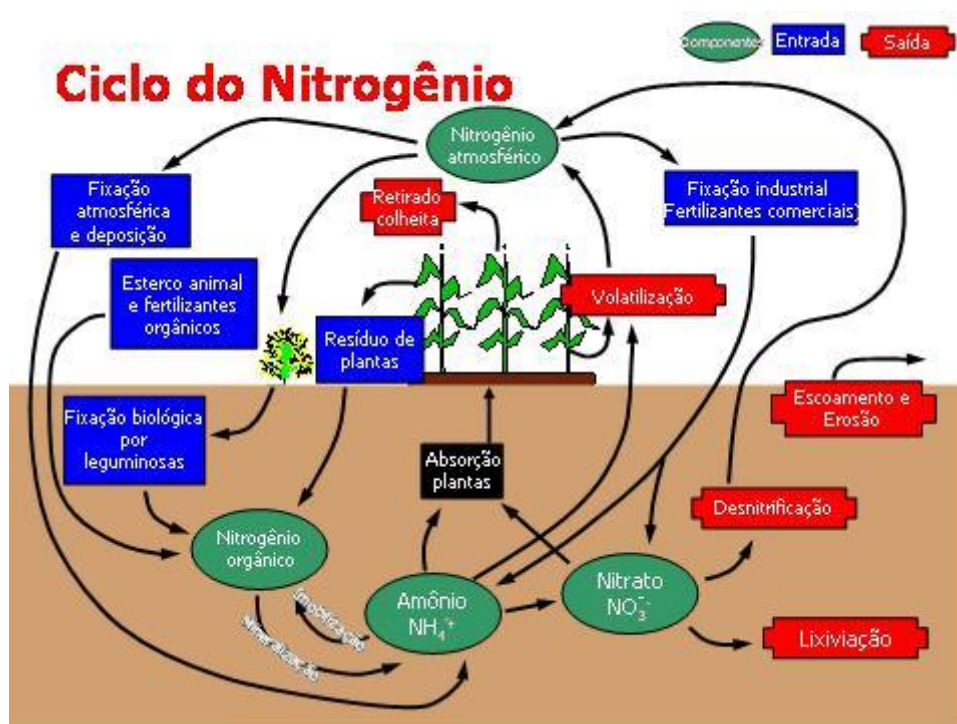 Componentes
Entrada
Saída
Ciclo do Nitrogênio
Nitrogênio
atmosférico
Fixação
atmosférica
e deposição
Retirado
colheita
Fixação industrial
(Fertilizantes comerciais)
Esterco animal
e fertilizantes
orgânicos
Volatilização
Resíduo de
plantas
Escoamento e
Erosão
Fixação biológica
por
leguminosas
Absorção
plantas
Desnitrificação
Nitrogênio
orgânico
Amônio
NH₄⁺
Nitrato
NO₃⁻
Imobilização
Mineralização
Lixiviação